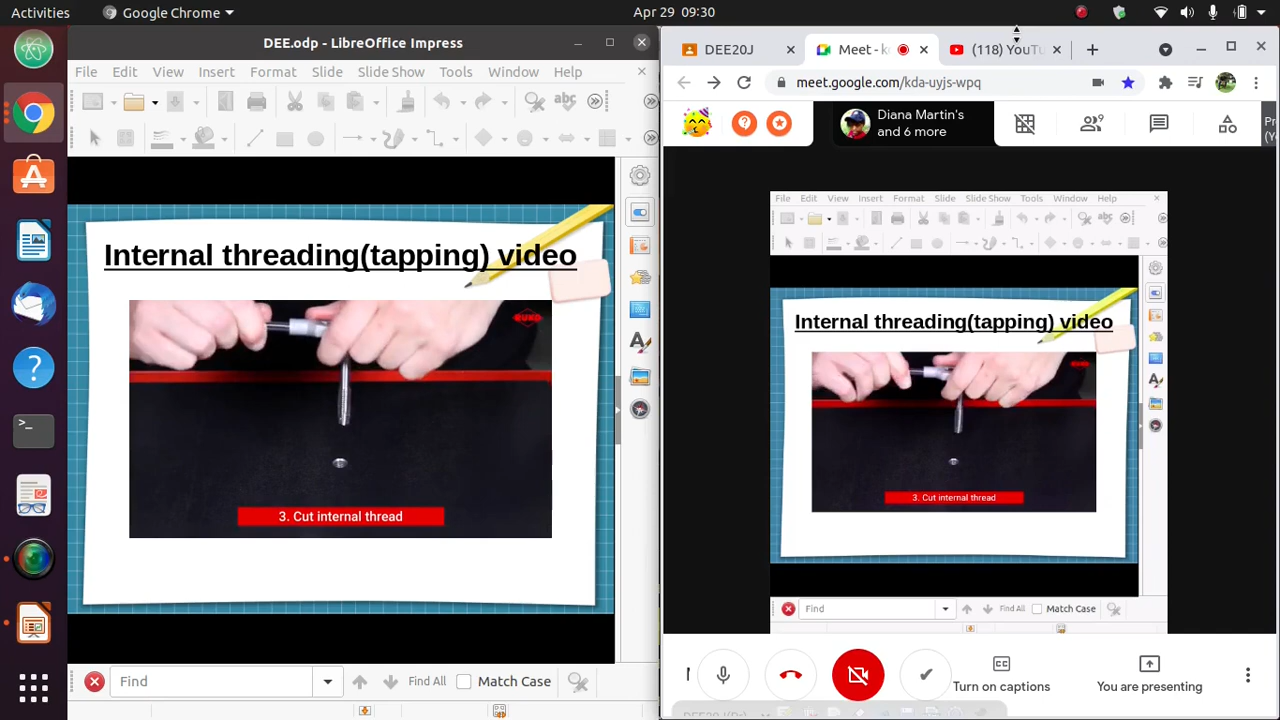 Activities
Google Chrome
Apr 29 09:30
DEE.odp - LibreOffice Impress
File Edit View Insert Format Slide Slide Show Tools Window
Internal threading(tapping) video
RUKO
3. Cut internal thread
Find
Find All
Match Case
DEE20J
Meet - k
(118) YouTu
meet.google.com/kda-uyjs-wpq
Diana Martin's
and 6 more
9
File Edit View Insert Format Slide Slide Show Tools Window
Internal threading(tapping) video
3. Cut internal thread
Find
Find All
Match Case
Turn on captions
You are presenting